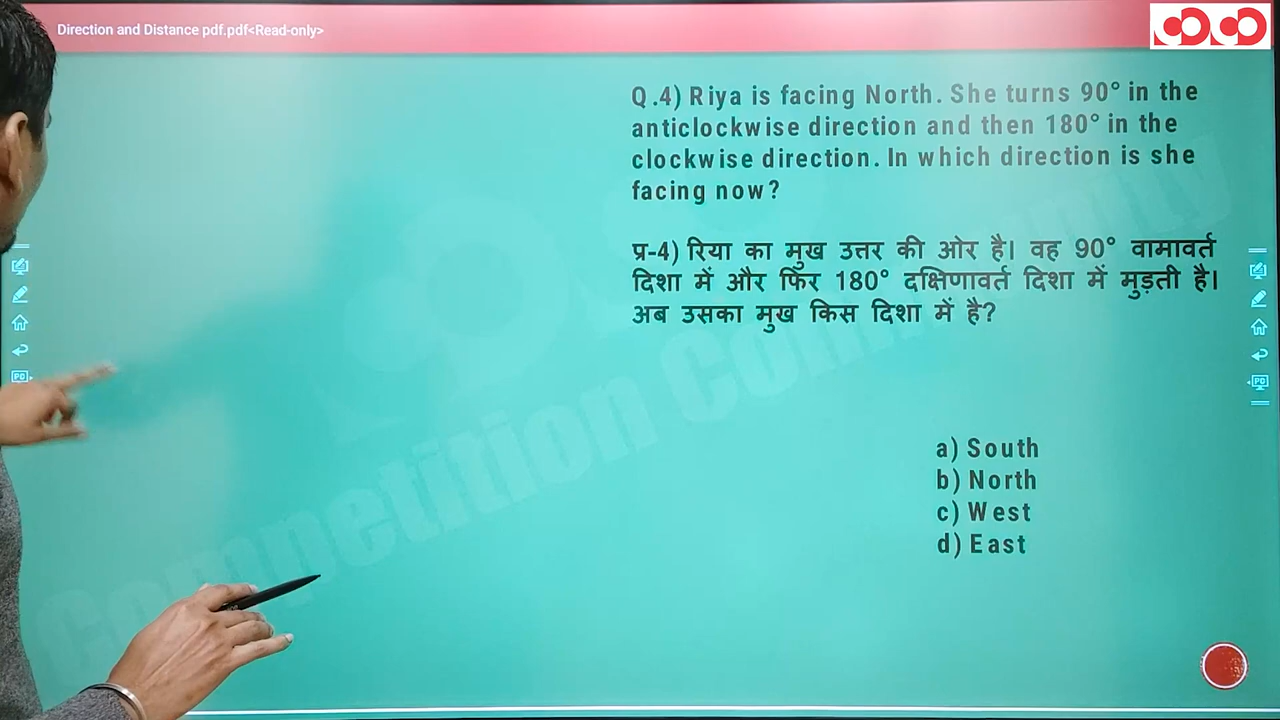 Direction and Distance pdf.pdf<Read-only>
Q.4) Riya is facing North. She turns 90° in the
anticlockwise direction and then 180° in the
clockwise direction. In which direction is she
facing now?
प्र-4) रिया का मुख उत्तर की ओर है। वह 90° वामावर्त
दिशा में और फिर 180° दक्षिणावर्त दिशा में मुड़ती है।
अब उसका मुख किस दिशा में है?
a) South
b) North
c) West
d) East
Competition Community